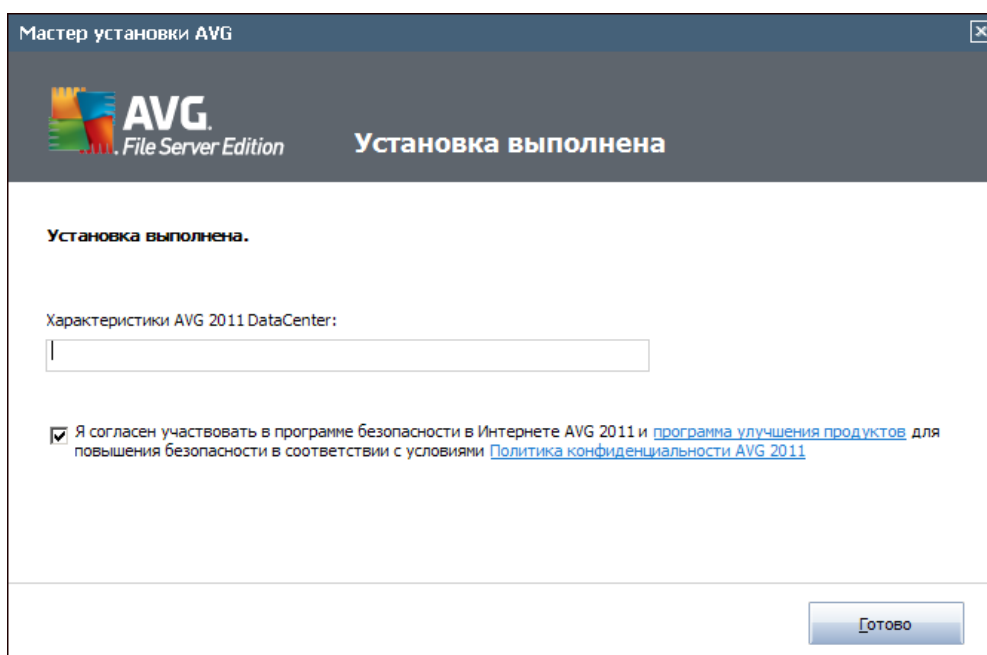 Мастер установки AVG
AVG.
File Server Edition
Установка выполнена
Установка выполнена.
Характеристики AVG 2011 DataCenter:
Я согласен участвовать в программе безопасности в Интернете AVG 2011 и программа улучшения продуктов для
повышения безопасности в соответствии с условиями Политика конфиденциальности AVG 2011
Готово